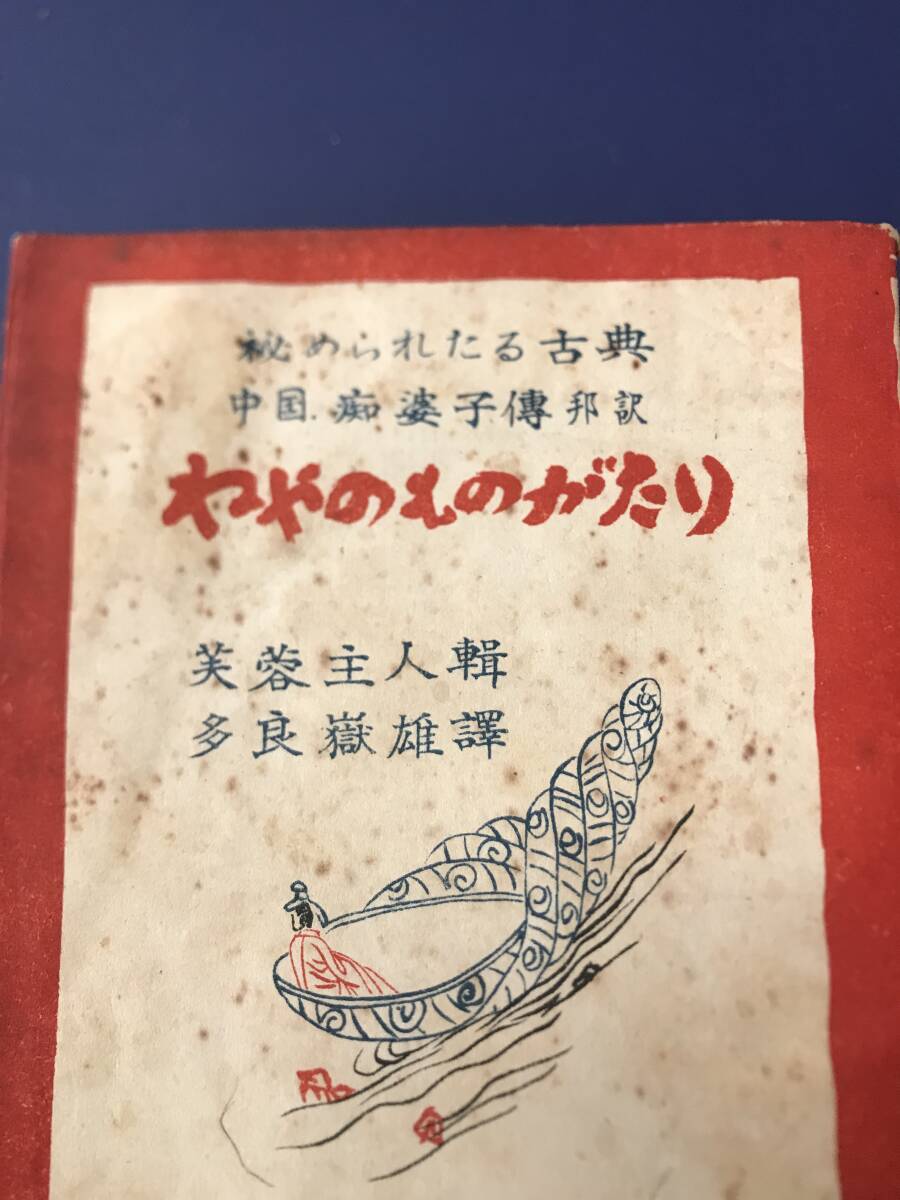 秘められたる古典
中国.痴婆子傳邦訳
ねやのものがたり
芙蓉主人輯
多良嶽雄譯